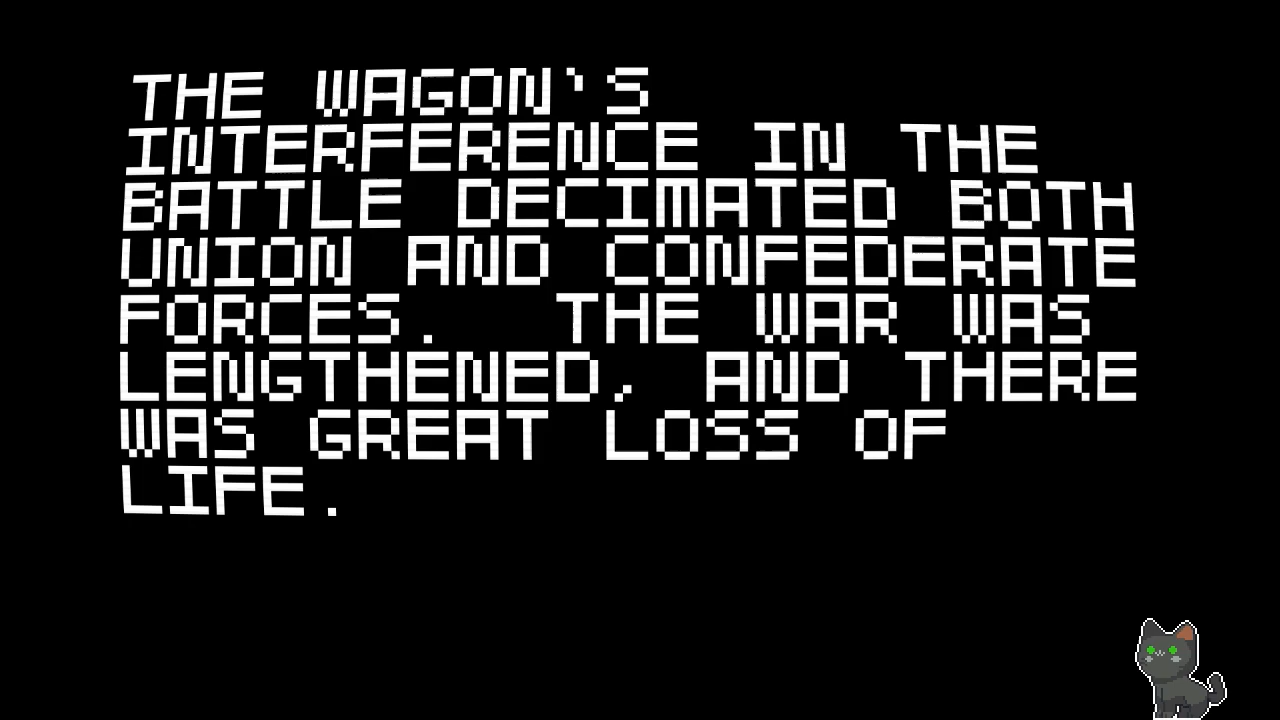 THE WAGON'S
INTERFERENCE IN THE
BATTLE DECIMATED BOTH
UNION AND CONFEDERATE
FORCES.  THE WAR WAS
LENGTHENED, AND THERE
WAS GREAT LOSS OF
LIFE.